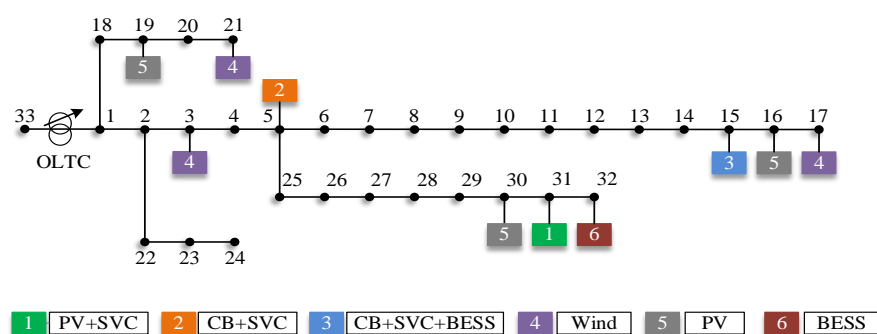 18 19 20 21
5 4
2
33 1 2 3 4 5 6 7 8 9 10 11 12 13 14 15 16 17
OLTC
4 3 5 4
25 26 27 28 29 30 31 32
5 1 6
22 23 24
1 PV+SVC 2 CB+SVC 3 CB+SVC+BESS 4 Wind 5 PV 6 BESS